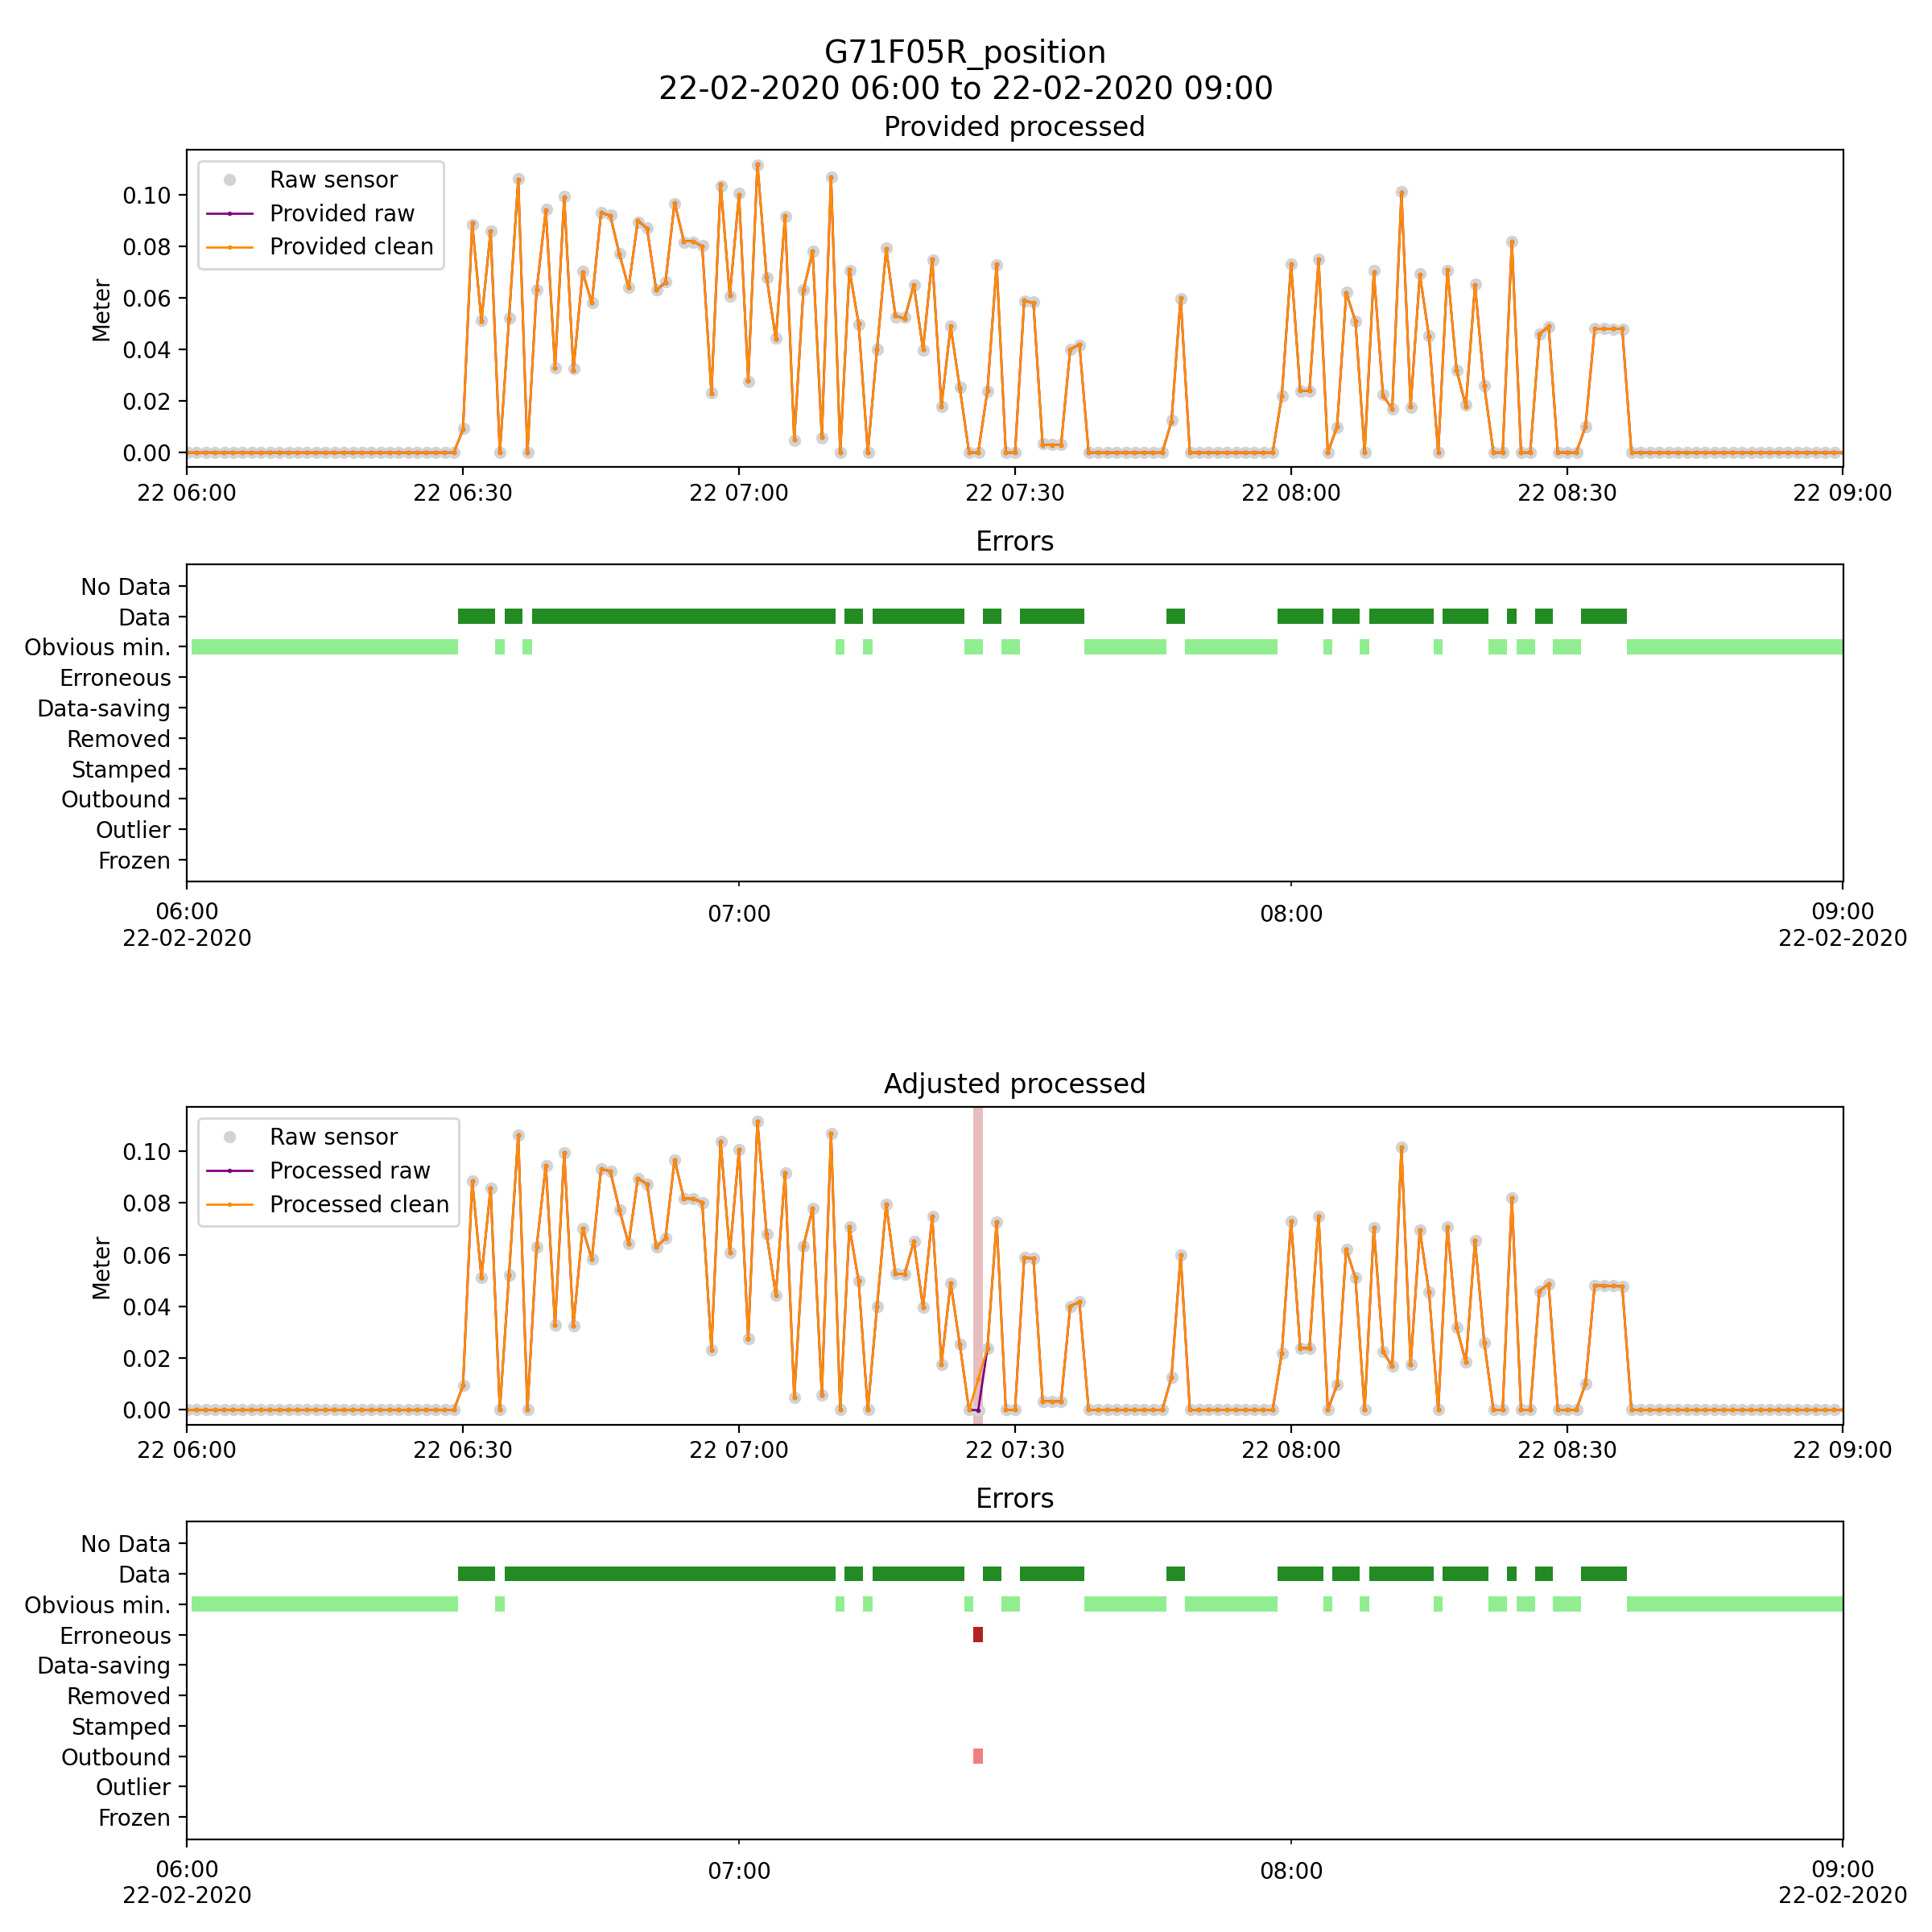 G71F05R_position
22-02-2020 06:00 to 22-02-2020 09:00
Provided processed
Raw sensor
Provided raw
Provided clean
Meter
0.10
0.08
0.06
0.04
0.02
0.00
22 06:00 22 06:30 22 07:00 22 07:30 22 08:00 22 08:30 22 09:00
Errors
No Data
Data
Obvious min.
Erroneous
Data-saving
Removed
Stamped
Outbound
Outlier
Frozen
06:00 07:00 08:00 09:00
22-02-2020 22-02-2020
Adjusted processed
Raw sensor
Processed raw
Processed clean
Meter
0.10
0.08
0.06
0.04
0.02
0.00
22 06:00 22 06:30 22 07:00 22 07:30 22 08:00 22 08:30 22 09:00
Errors
No Data
Data
Obvious min.
Erroneous
Data-saving
Removed
Stamped
Outbound
Outlier
Frozen
06:00 07:00 08:00 09:00
22-02-2020 22-02-2020